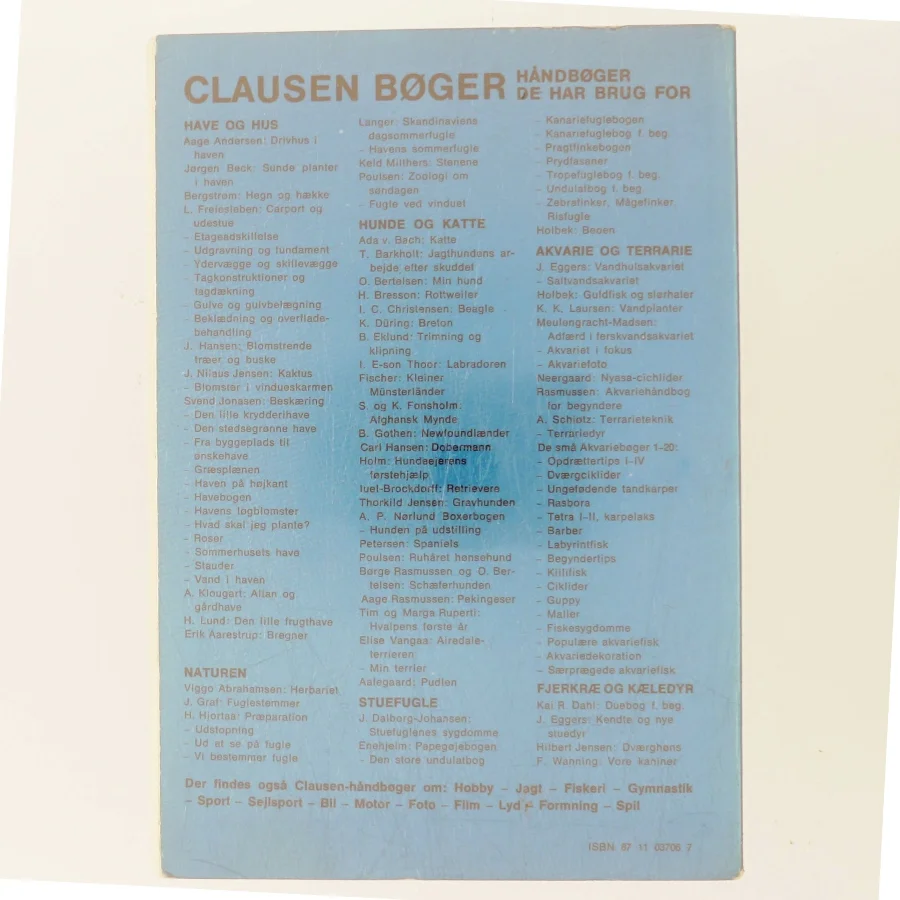 CLAUSEN BØGER HÅNDBØGER
DE HAR BRUG FOR
HAVE OG HUS
Aage Andersen: Drivhus i
haven
Jørgen Beck: Sunde planter
i haven
Bergstrøm: Hegn og hække
L. Freiesleben: Carport og
udestue
- Etageadskillelse
- Udgravning og fundament
- Ydervægge og skillevægge
- Tagkonstruktioner og
tagdækning
- Gulve og gulvbelægning
- Beklædning og overflade-
behandling
J. Hansen: Blomstrende
træer og buske
J. Nilaus Jensen: Kaktus
- Blomster i vindueskarmen
Svend Jonasen: Beskæring
- Den lille krydderihave
- Den stedsegrønne have
- Fra byggeplads til
ønskehave
- Græsplænen
- Haven på højkant
- Havebogen
- Havens løgblomster
- Hvad skal jeg plante?
- Roser
- Sommerhusets have
- Stauder
- Vand i haven
A. Klougart: Altan og
gårdhave
H. Lund: Den lille frugthave
Erik Aarestrup: Bregner
NATUREN
Viggo Abrahamsen: Herbariet
J. Graf: Fuglestemmer
H. Hjortaa: Præparation
- Udstopning
- Ud at se på fugle
- Vi bestemmer fugle
Langer: Skandinaviens
dagsommerfugle
- Havens sommerfugle
Keld Milthers: Stenene
Poulsen: Zoologi om
søndagen
- Fugle ved vinduet
HUNDE OG KATTE
Ada v. Bach: Katte
T. Barkholt: Jagthundens ar-
bejde efter skuddet
O. Bertelsen: Min hund
H. Bresson: Rottweiler
I. C. Christensen: Beagle
K. Düring: Breton
B. Eklund: Trimning og
klipning
I. E-son Thoor: Labradoren
Fischer: Kleiner
Münsterländer
S. og K. Fonsholm:
Afghansk Mynde
B. Gothen: Newfoundlænder
Carl Hansen: Dobermann
Holm: Hundeejerens
førstehjælp
Iuel-Brockdorff: Retrievere
Thorkild Jensen: Gravhunden
A. P. Nørlund Boxerbogen
- Hunden på udstilling
Petersen: Spaniels
Poulsen: Ruhåret hønsehund
Børge Rasmussen og O. Ber-
telsen: Schæferhunden
Aage Rasmussen: Pekingeser
Tim og Marga Ruperti:
Hvalpens første år
Elise Vangaa: Airedale-
terrieren
- Min terrier
Aafegaard: Pudlen
STUEFUGLE
J. Dalborg-Johansen:
Stuefuglenes sygdomme
Enehjelm: Papegøjebogen
- Den store undulatbog
- Kanariefuglebogen
- Kanariefuglebog f. beg.
- Pragtfinkebogen
- Prydfasaner
- Tropefuglebog f. beg.
- Undulatbog f. beg.
- Zebrafinker, Mågefinker,
Risfugle
Holbek: Beoen
AKVARIE OG TERRARIE
J. Eggers: Vandhulsakvariet
- Saltvandsakvariet
Holbek: Guldfisk og slørhaler
K. K. Laursen: Vandplanter
Meulengracht-Madsen:
Adfærd i ferskvandsakvariet
- Akvariet i fokus
- Akvariefoto
Neergaard: Nyasa-cichlider
Rasmussen: Akvariehåndbog
for begyndere
A. Schiøtz: Terrarieteknik
- Terrariedyr
De små Akvariebøger 1-20:
- Opdrættertips I-IV
- Dværgciklider
- Ungefødende tandkarper
- Rasbora
- Tetra I-II, karpelaks
- Barber
- Labyrintfisk
- Begyndertips
- Killifisk
- Ciklider
- Guppy
- Maller
- Fiskesygdomme
- Populære akvariefisk
- Akvariedekoration
- Særprægede akvariefisk
FJERKRÆ OG KÆLEDYR
Kai R. Dahl: Duebog f. beg.
J. Eggers: Kendte og nye
stuedyr
Hilbert Jensen: Dværghøns
F. Wanning: Vore kaniner
Der findes også Clausen-håndbøger om: Hobby – Jagt – Fiskeri – Gymnastik
– Sport – Sejlsport – Bil – Motor – Foto – Film – Lyd – Formning – Spil
ISBN 87 11 03706 7